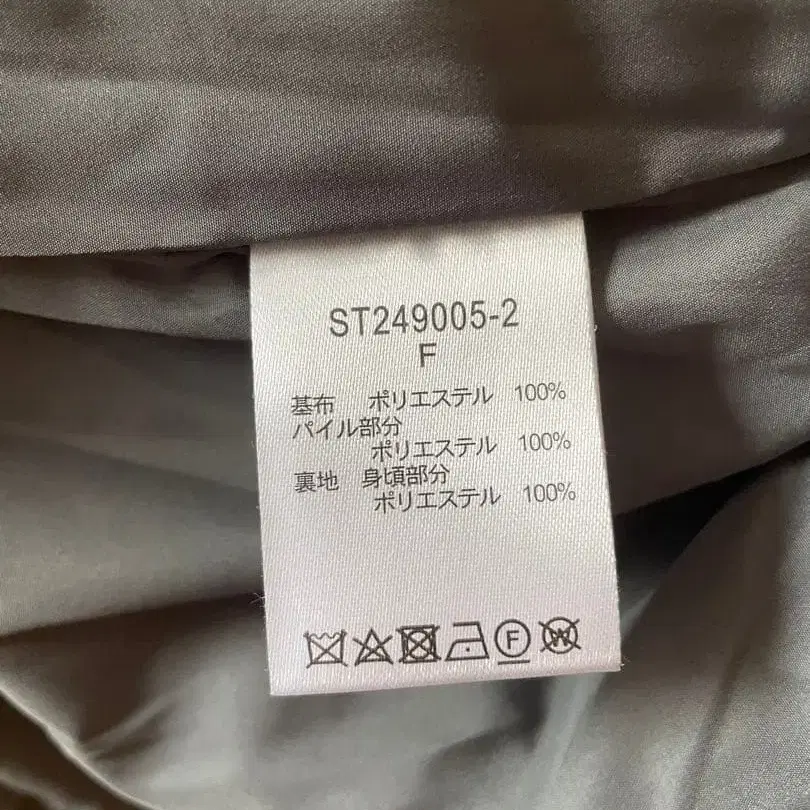 ST249005-2
F
基布 ポリエステル 100%
パイル部分
ポリエステル 100%
裏地 身頃部分
ポリエステル 100%
F W